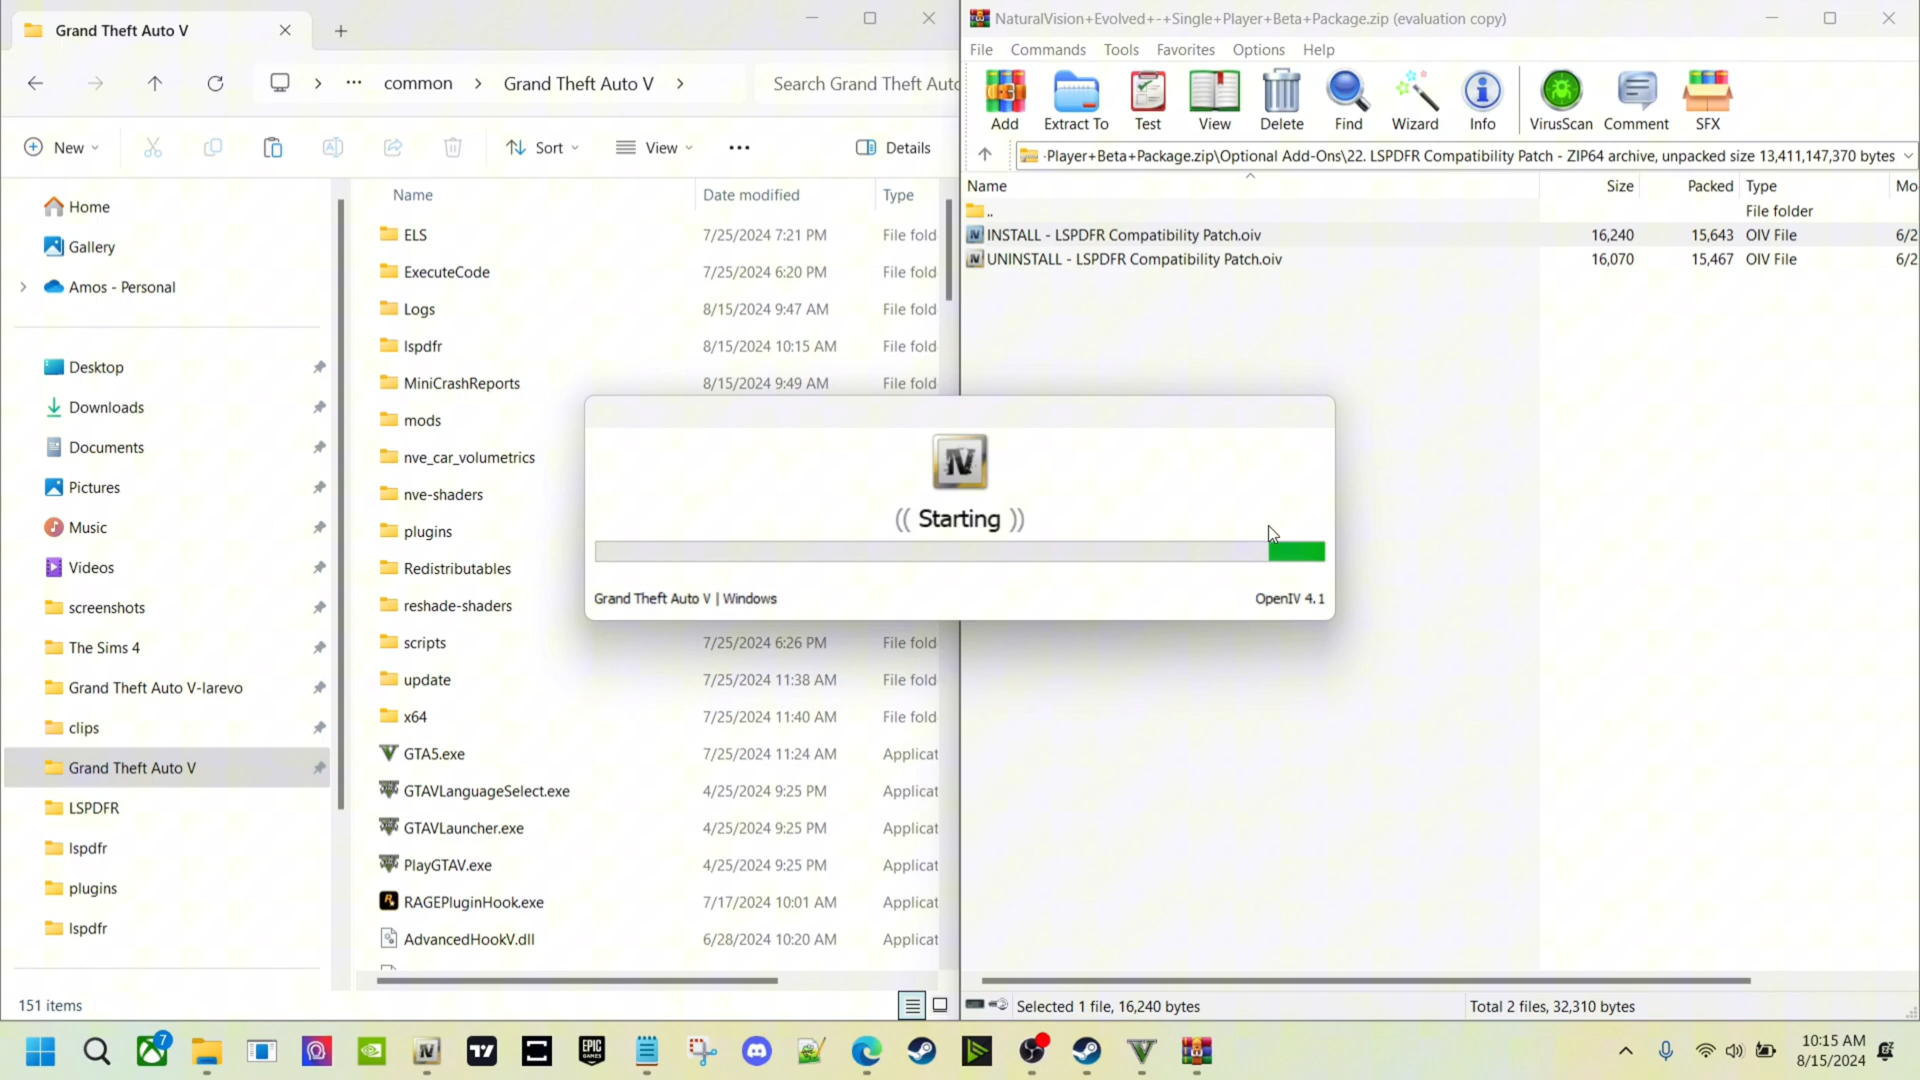 Grand Theft Auto V
common
Grand Theft Auto V
Search Grand Theft Auto
New
Sort
View
Details
Name
Date modified
Type
Home
Gallery
Amos - Personal
Desktop
Downloads
Documents
Pictures
Music
Videos
screenshots
The Sims 4
Grand Theft Auto V-larevo
clips
Grand Theft Auto V
LSPDFR
lspdfr
plugins
lspdfr
ELS 7/25/2024 7:21 PM File fold
ExecuteCode 7/25/2024 6:20 PM File fold
Logs 8/15/2024 9:47 AM File fold
lspdfr 8/15/2024 10:15 AM File fold
MiniCrashReports 8/15/2024 9:49 AM File fold
mods
nve_car_volumetrics
nve-shaders
plugins
Redistributables
reshade-shaders
scripts 7/25/2024 6:26 PM File fold
update 7/25/2024 11:38 AM File fold
x64 7/25/2024 11:40 AM File fold
GTA5.exe 7/25/2024 11:24 AM Applicat
GTAVLanguageSelect.exe 4/25/2024 9:25 PM Applicat
GTAVLauncher.exe 4/25/2024 9:25 PM Applicat
PlayGTAV.exe 4/25/2024 9:25 PM Applicat
RAGEPluginHook.exe 7/17/2024 10:01 AM Applicat
AdvancedHookV.dll 6/28/2024 10:20 AM Applicat
151 items
NaturalVision+Evolved+-+Single+Player+Beta+Package.zip (evaluation copy)
File Commands Tools Favorites Options Help
Add Extract To Test View Delete Find Wizard Info VirusScan Comment SFX
Player+Beta+Package.zip\Optional Add-Ons\22. LSPDFR Compatibility Patch - ZIP64 archive, unpacked size 13,411,147,370 bytes
Name Size Packed Type Mo
.. File folder
INSTALL - LSPDFR Compatibility Patch.oiv 16,240 15,643 OIV File 6/2
UNINSTALL - LSPDFR Compatibility Patch.oiv 16,070 15,467 OIV File 6/2
(( Starting ))
Grand Theft Auto V | Windows
OpenIV 4.1
Selected 1 file, 16,240 bytes
Total 2 files, 32,310 bytes
7
EPIC GAMES
10:15 AM
8/15/2024